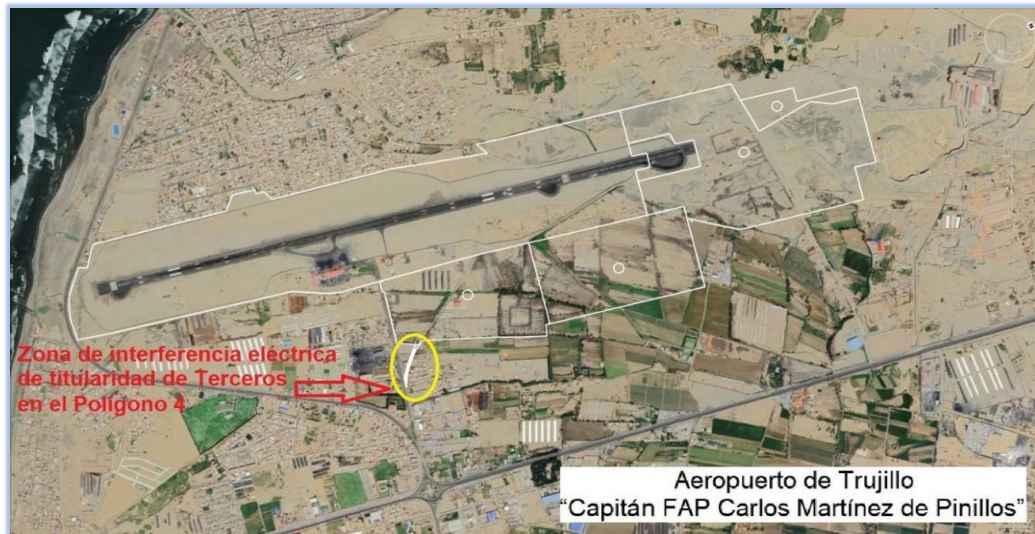 Zona de interferencia eléctrica
de titularidad de Terceros
en el Polígono 4
Aeropuerto de Trujillo
“Capitán FAP Carlos Martínez de Pinillos”